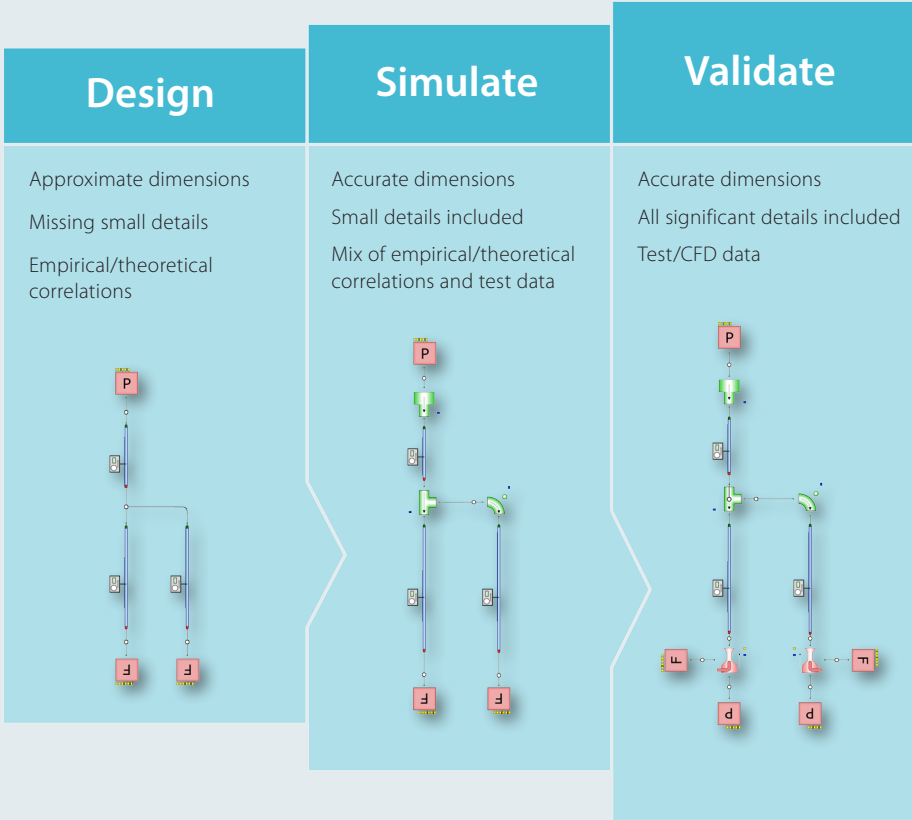 Design
Approximate dimensions
Missing small details
Empirical/theoretical
correlations
P
F
F
Simulate
Accurate dimensions
Small details included
Mix of empirical/theoretical
correlations and test data
P
F
F
Validate
Accurate dimensions
All significant details included
Test/CFD data
P
F
F
P
P